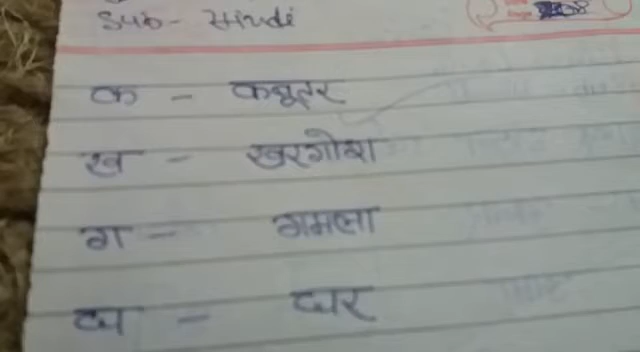 Sub- Hindi
क - कबूतर
ख - खरगोश
ग - गमला
घ - घर